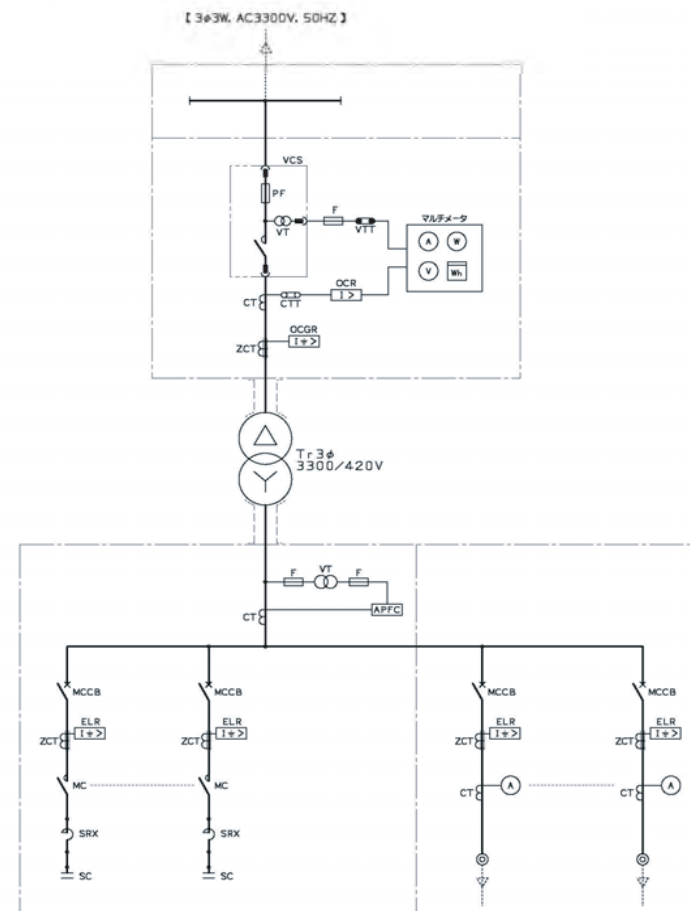 【 3φ3W. AC3300V. 50HZ 】
VCS
PF
VT
F
VTT
マルチメータ
A
W
V
Wh
OCR
I >
CT
CTT
OCGR
I ⏚ >
ZCT
Tr 3φ
3300/420V
F
VT
F
CT
APFC
MCCB
MCCB
MCCB
MCCB
ELR
I ⏚ >
ZCT
ELR
I ⏚ >
ZCT
ELR
I ⏚ >
ZCT
ELR
I ⏚ >
ZCT
MC
MC
CT
A
CT
A
SRX
SRX
SC
SC